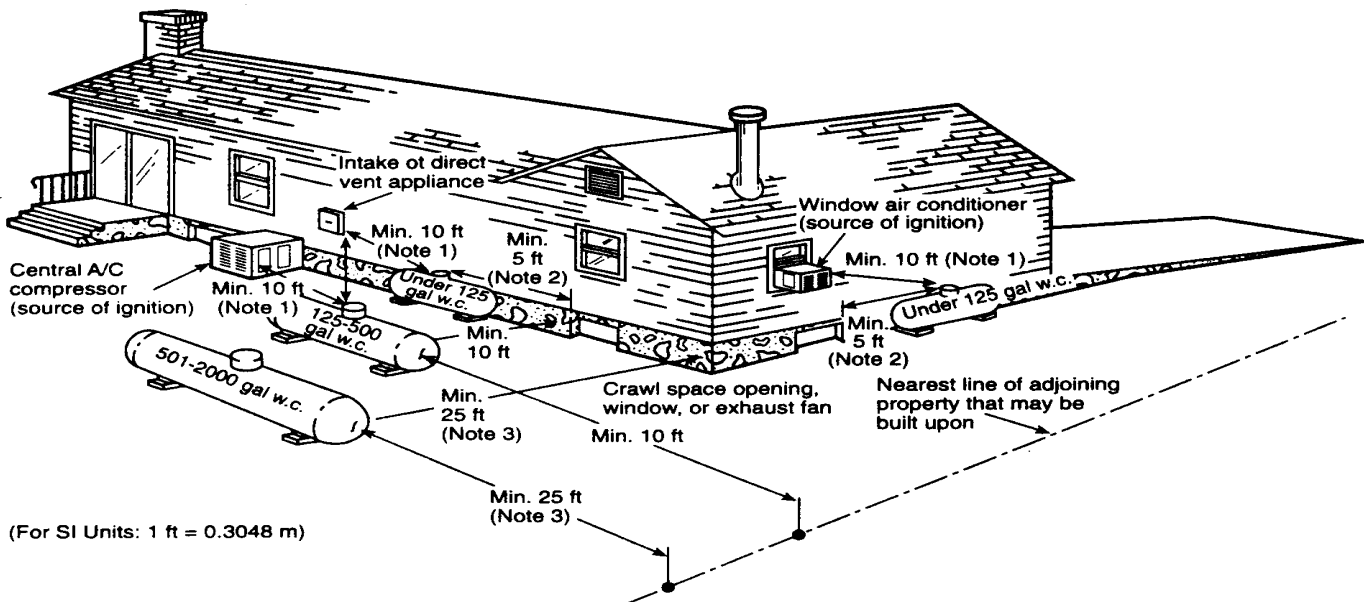 Intake ot direct
vent appliance
Window air conditioner
(source of ignition)
Min. 10 ft
(Note 1)
Min.
5 ft
(Note 2)
Min. 10 ft (Note 1)
Central A/C
compressor
(source of ignition)
Min. 10 ft
(Note 1)
Under 125
gal w.c.
Under 125 gal w.c.
125-500
gal w.c.
Min.
10 ft
Min.
5 ft
(Note 2)
501-2000 gal w.c.
Crawl space opening,
window, or exhaust fan
Nearest line of adjoining
property that may be
built upon
Min.
25 ft
(Note 3)
Min. 10 ft
Min. 25 ft
(Note 3)
(For SI Units: 1 ft = 0.3048 m)